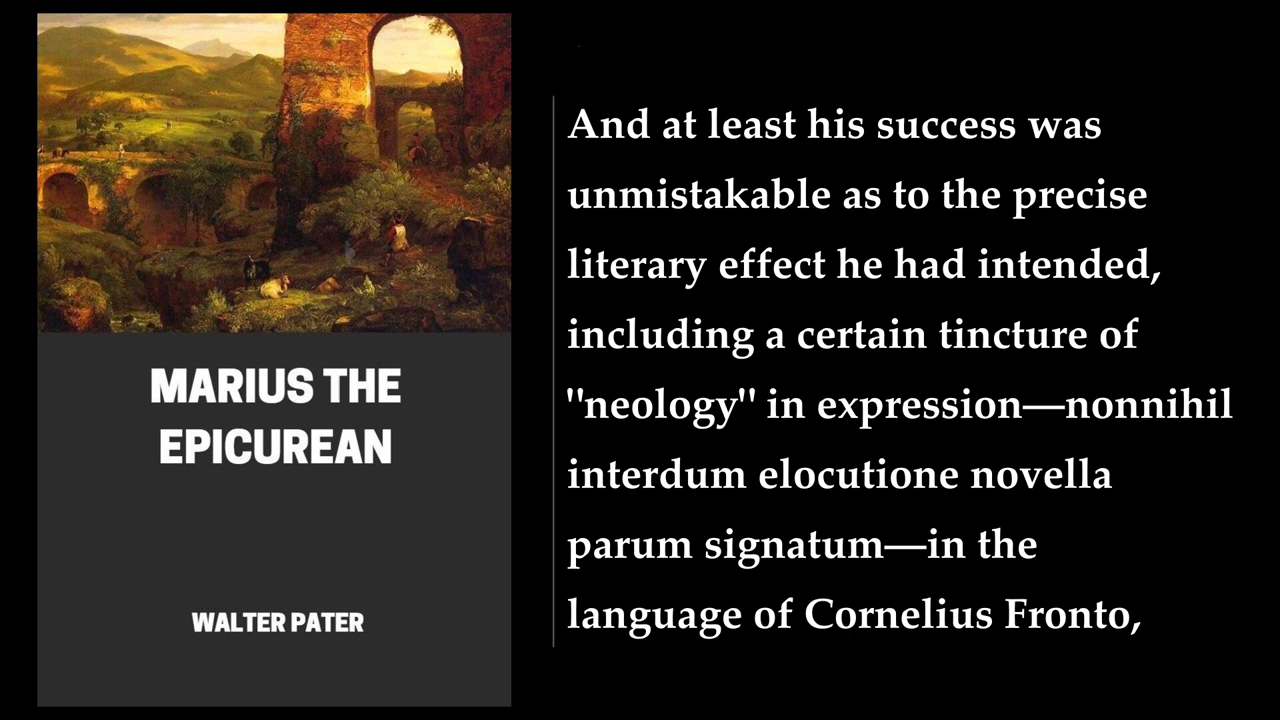 MARIUS THE
EPICUREAN
WALTER PATER
And at least his success was
unmistakable as to the precise
literary effect he had intended,
including a certain tincture of
"neology" in expression—nonnihil
interdum elocutione novella
parum signatum—in the
language of Cornelius Fronto,